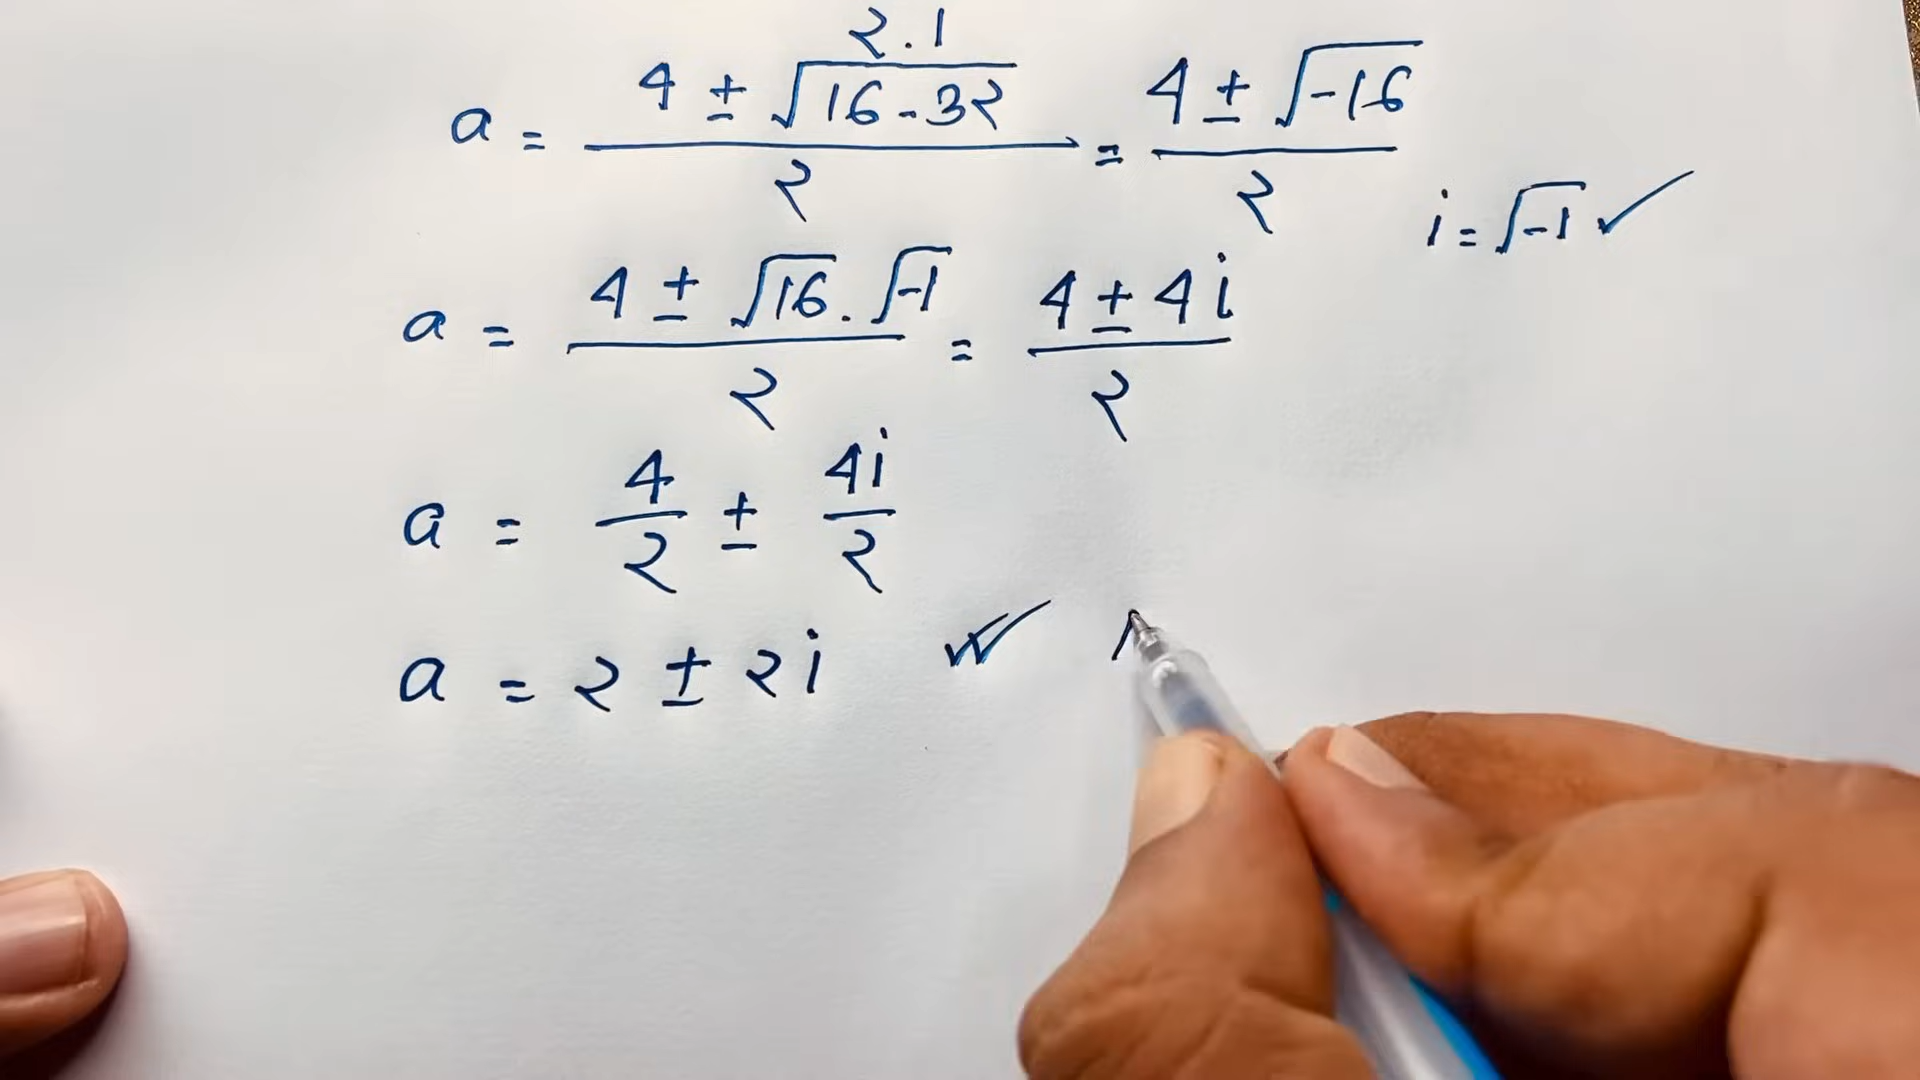 2.1
a = (4 ± √(16-32))/2 = (4 ± √-16)/2
i = √-1 ✓
a = (4 ± √16 . √-1)/2 = (4 ± 4i)/2
a = 4/2 ± 4i/2
a = 2 ± 2i